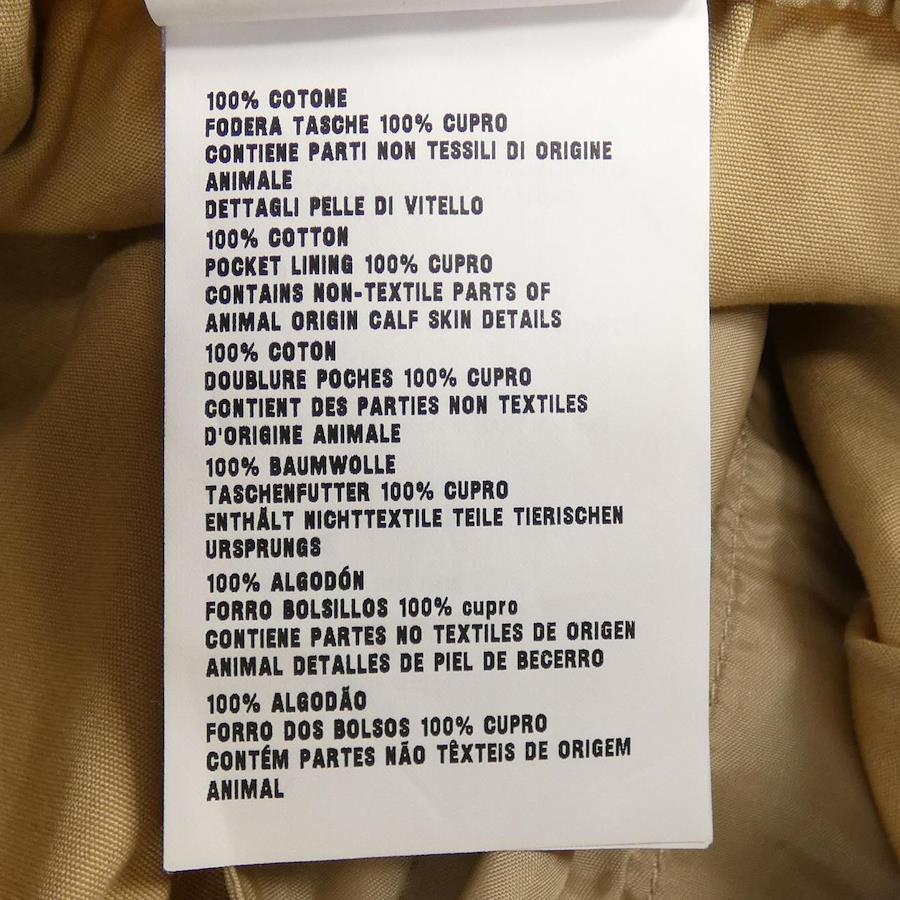 100% COTONE
FODERA TASCHE 100% CUPRO
CONTIENE PARTI NON TESSILI DI ORIGINE
ANIMALE
DETTAGLI PELLE DI VITELLO
100% COTTON
POCKET LINING 100% CUPRO
CONTAINS NON-TEXTILE PARTS OF
ANIMAL ORIGIN CALF SKIN DETAILS
100% COTON
DOUBLURE POCHES 100% CUPRO
CONTIENT DES PARTIES NON TEXTILES
D'ORIGINE ANIMALE
100% BAUMWOLLE
TASCHENFUTTER 100% CUPRO
ENTHÄLT NICHTTEXTILE TEILE TIERISCHEN
URSPRUNGS
100% ALGODÓN
FORRO BOLSILLOS 100% cupro
CONTIENE PARTES NO TEXTILES DE ORIGEN
ANIMAL DETALLES DE PIEL DE BECERRO
100% ALGODÃO
FORRO DOS BOLSOS 100% CUPRO
CONTÉM PARTES NÃO TÊXTEIS DE ORIGEM
ANIMAL